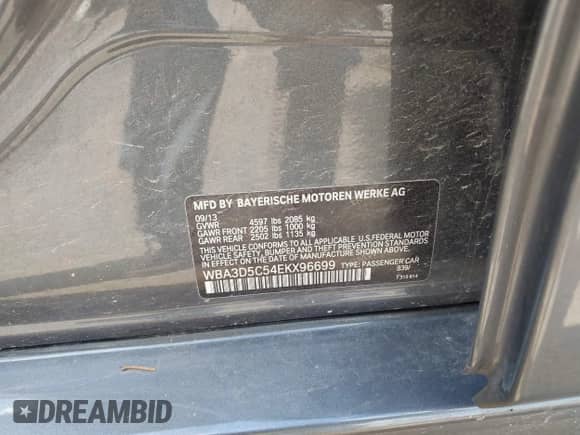 MFD BY BAYERISCHE MOTOREN WERKE AG
09/13
GVWR 4597 lbs 2085 kg
GAWR FRONT 2205 lbs 1000 kg
GAWR REAR 2502 lbs 1135 kg
THIS VEHICLE CONFORMS TO ALL APPLICABLE U.S. FEDERAL MOTOR
VEHICLE SAFETY, BUMPER AND THEFT PREVENTION STANDARDS
IN EFFECT ON THE DATE OF MANUFACTURE SHOWN ABOVE.
WBA3D5C54EKX96699 TYPE: PASSENGER CAR
DREAMBID